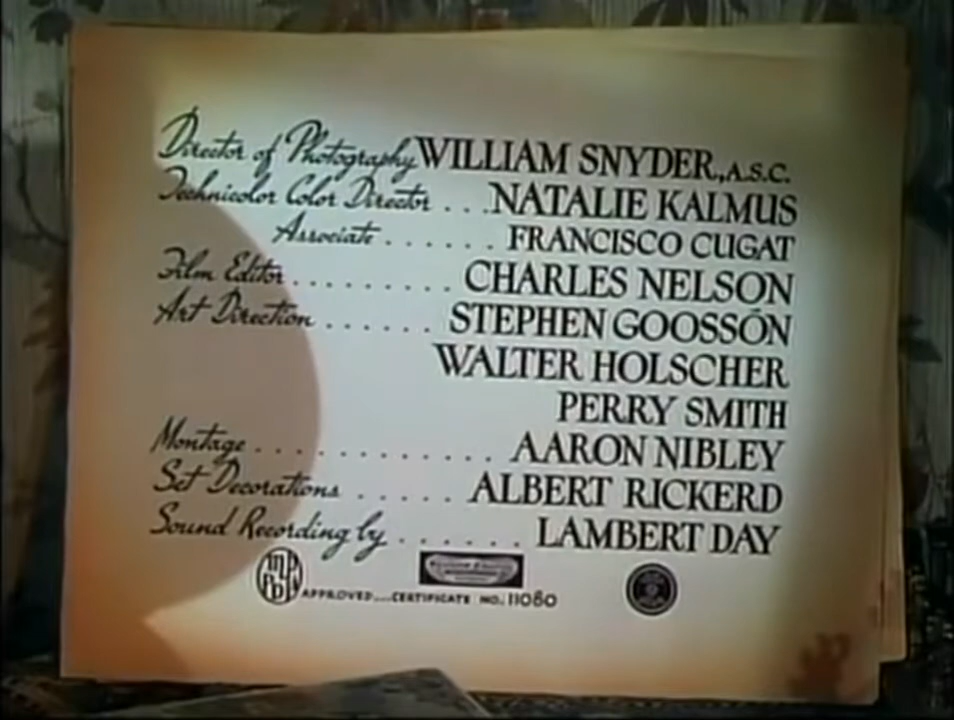 Director of Photography WILLIAM SNYDER., A.S.C.
Technicolor Color Director . . . NATALIE KALMUS
Associate . . . . . . FRANCISCO CUGAT
Film Editor . . . . . . . . . CHARLES NELSON
Art Direction . . . . . . STEPHEN GOOSSÓN
WALTER HOLSCHER
PERRY SMITH
Montage . . . . . . . . . . . . . AARON NIBLEY
Set Decorations . . . . . . ALBERT RICKERD
Sound Recording by . . . . . . . LAMBERT DAY
APPROVED....CERTIFICATE NO. 11080